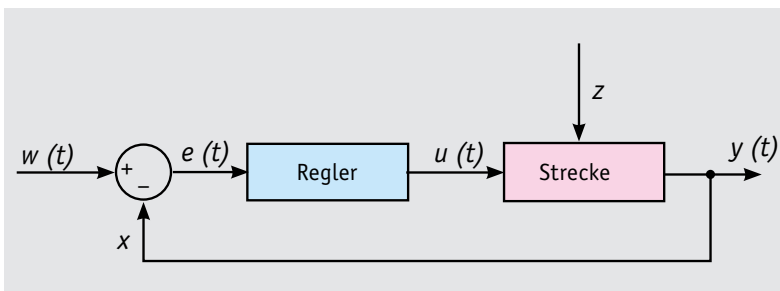 z
w (t)
+
−
e (t)
Regler
u (t)
Strecke
y (t)
x